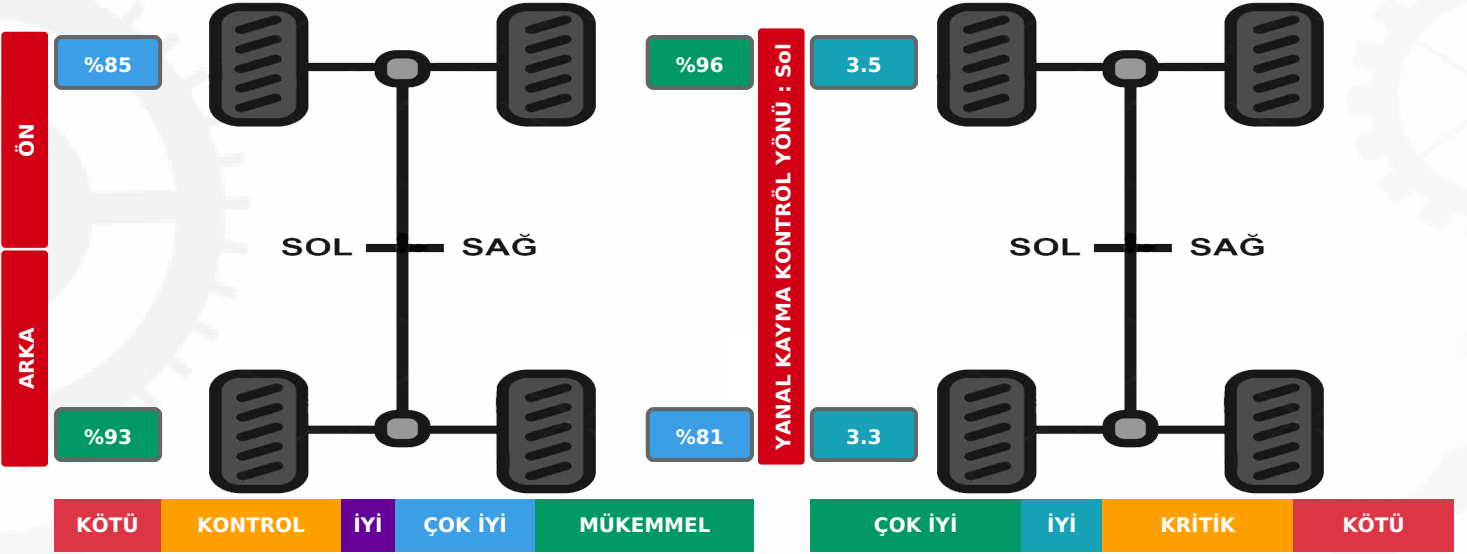 ÖN
%85
%96
YANAL KAYMA KONTRÖL YÖNÜ : Sol
3.5
SOL
SAĞ
SOL
SAĞ
ARKA
%93
%81
3.3
KÖTÜ
KONTROL
İYİ
ÇOK İYİ
MÜKEMMEL
ÇOK İYİ
İYİ
KRİTİK
KÖTÜ